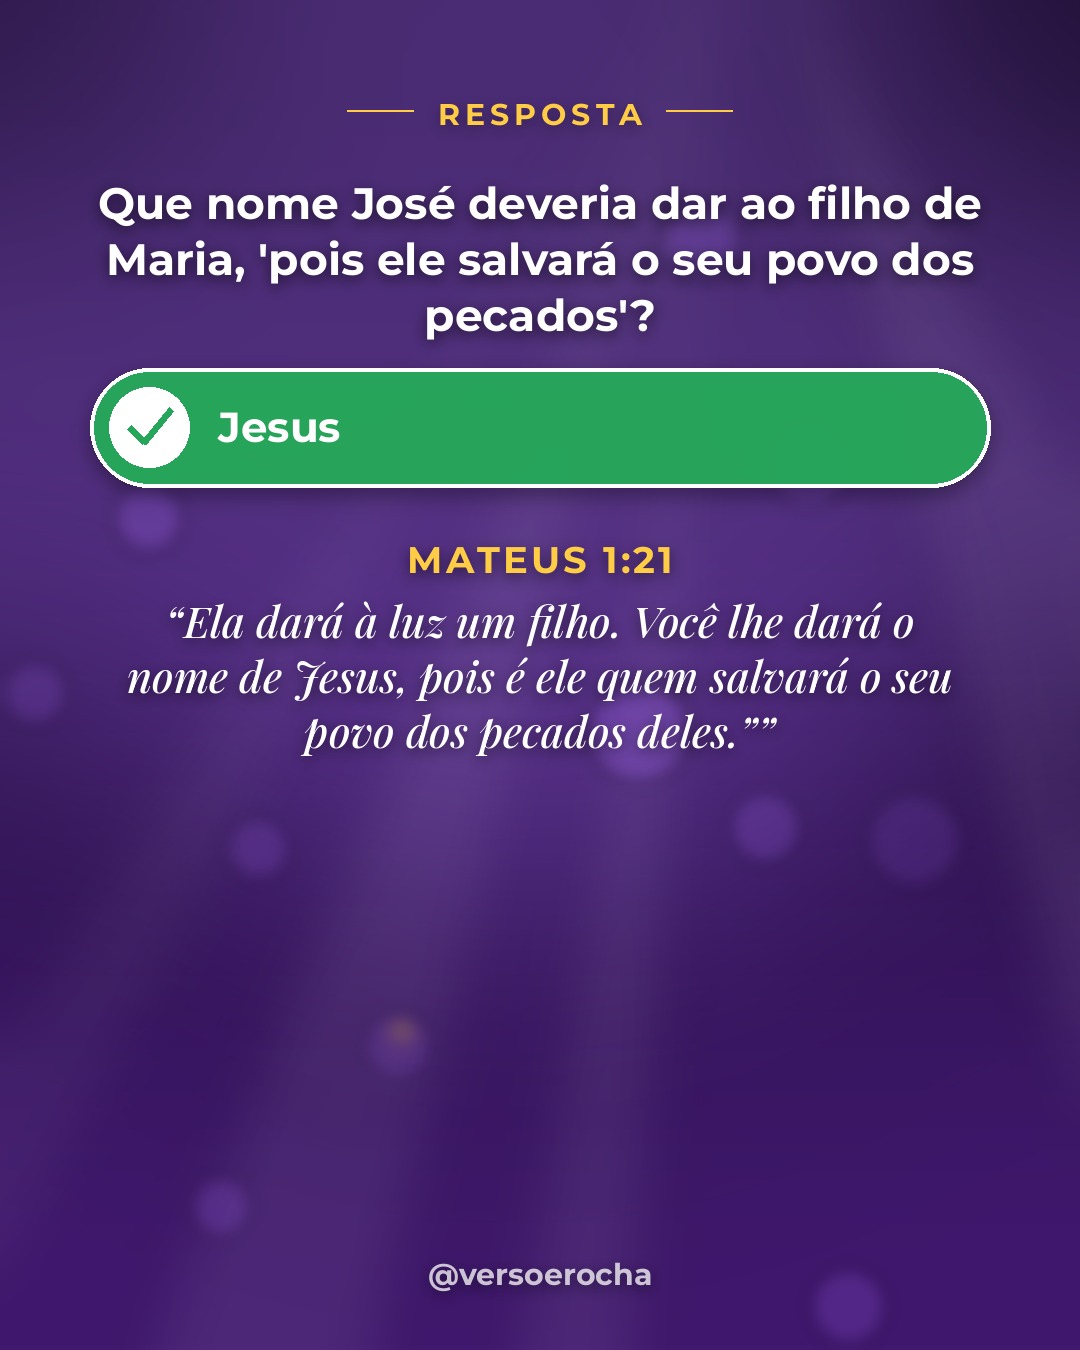 RESPOSTA
Que nome José deveria dar ao filho de
Maria, 'pois ele salvará o seu povo dos
pecados'?
Jesus
MATEUS 1:21
“Ela dará à luz um filho. Você lhe dará o
nome de Jesus, pois é ele quem salvará o seu
povo dos pecados deles.””
@versoerocha